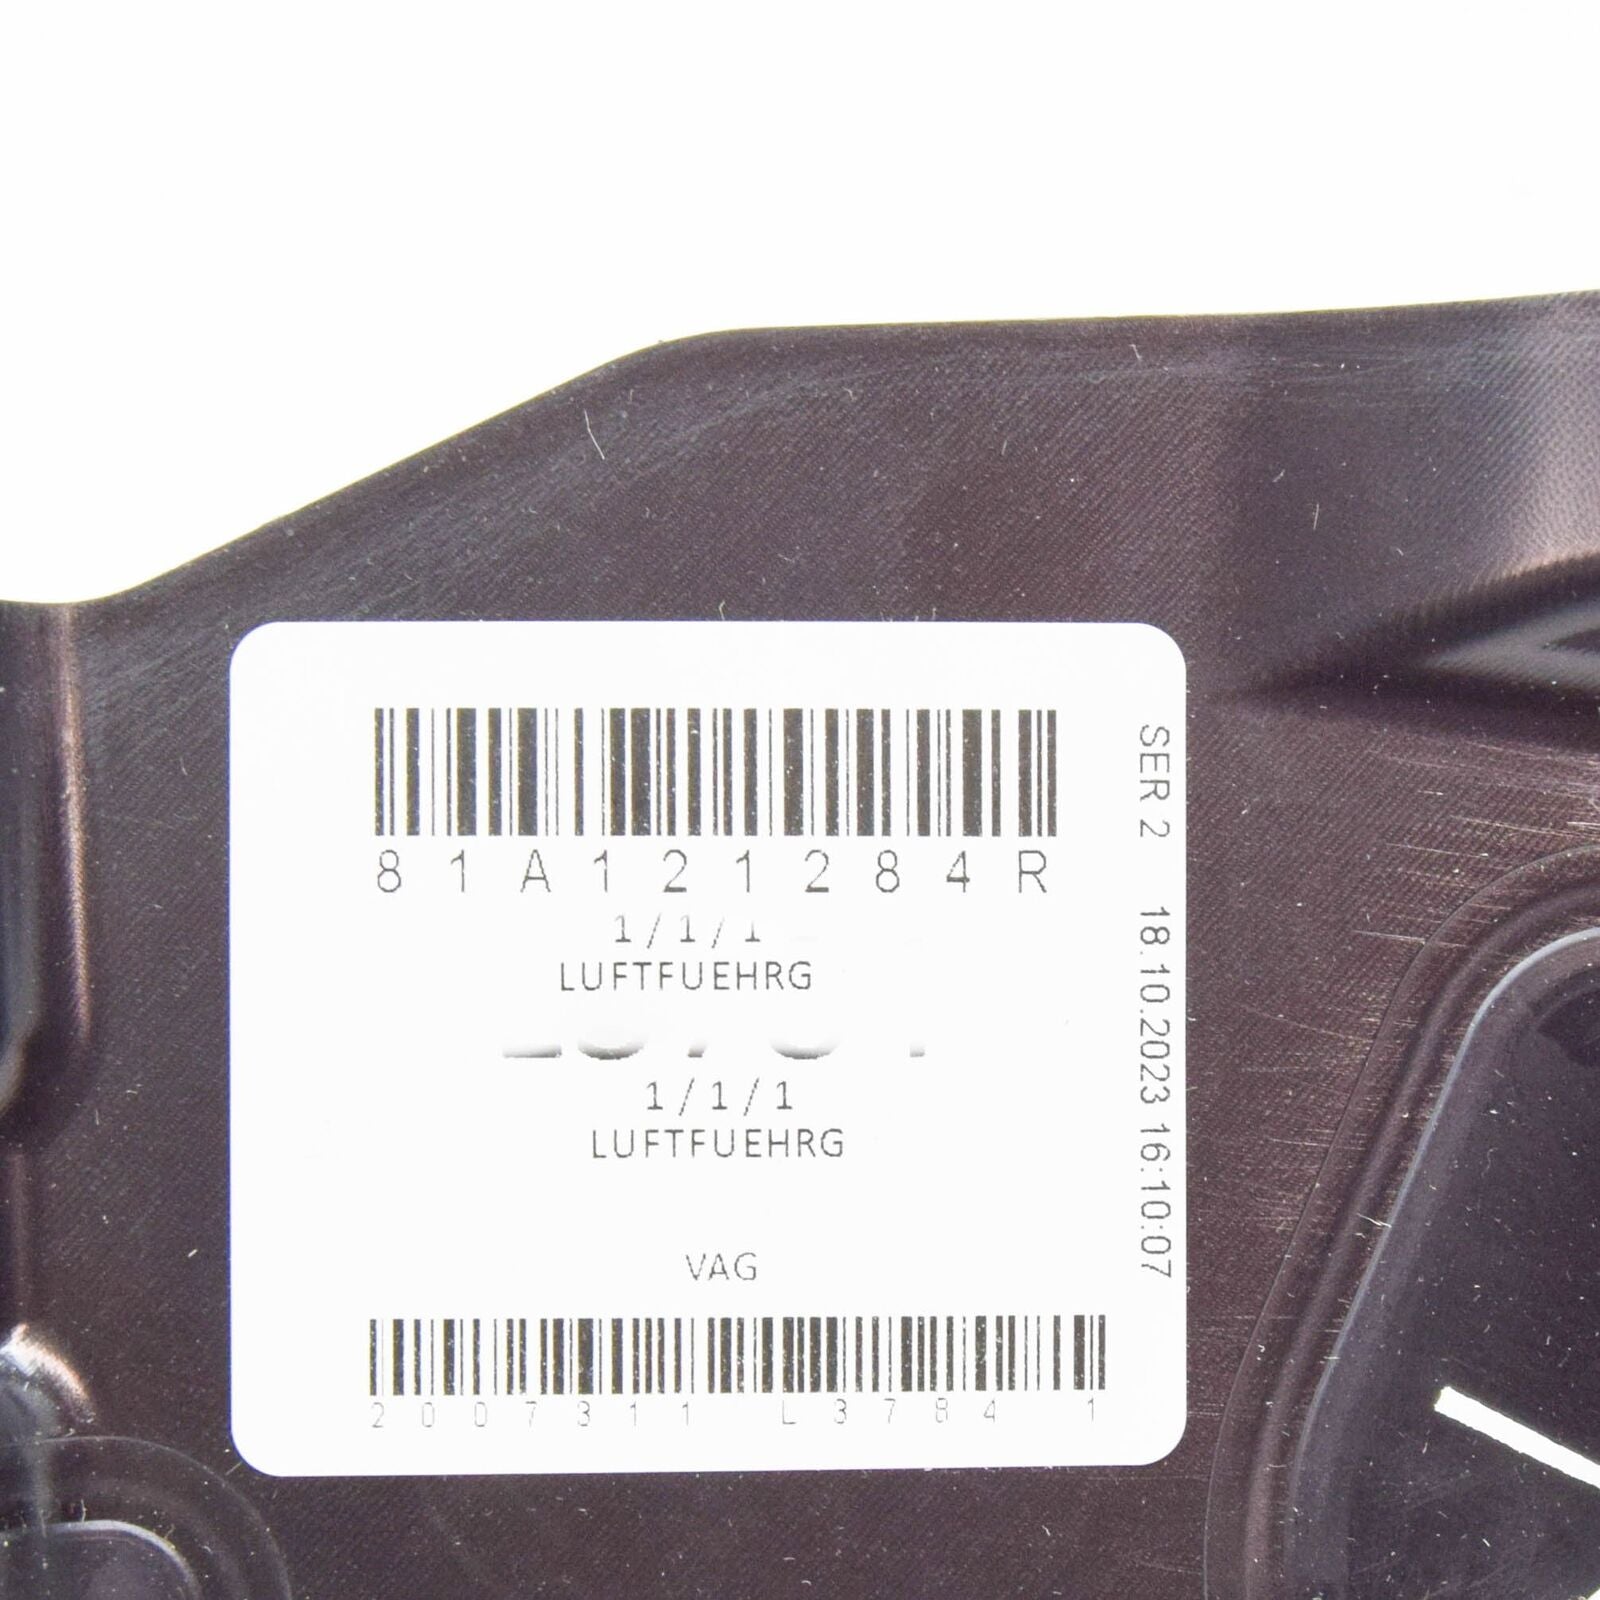 81A121284R
1/1/1
LUFTFUEHRG
1/1/1
LUFTFUEHRG
VAG
2007311 L3784 1
SER 2 18.10.2023 16:10:07